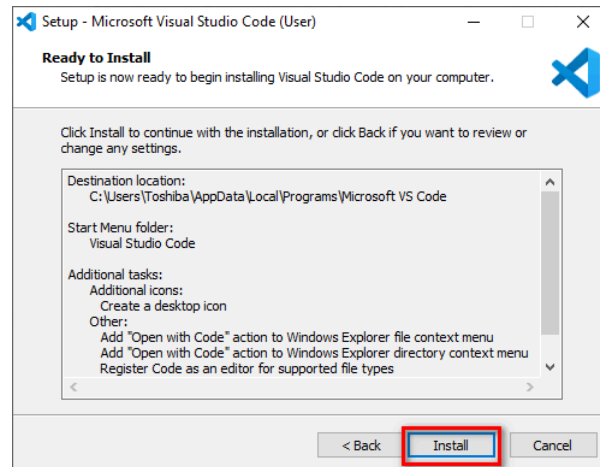 Setup - Microsoft Visual Studio Code (User)
Ready to Install
Setup is now ready to begin installing Visual Studio Code on your computer.
Click Install to continue with the installation, or click Back if you want to review or
change any settings.
Destination location:
C:\Users\Toshiba\AppData\Local\Programs\Microsoft VS Code
Start Menu folder:
Visual Studio Code
Additional tasks:
Additional icons:
Create a desktop icon
Other:
Add "Open with Code" action to Windows Explorer file context menu
Add "Open with Code" action to Windows Explorer directory context menu
Register Code as an editor for supported file types
< Back Install Cancel